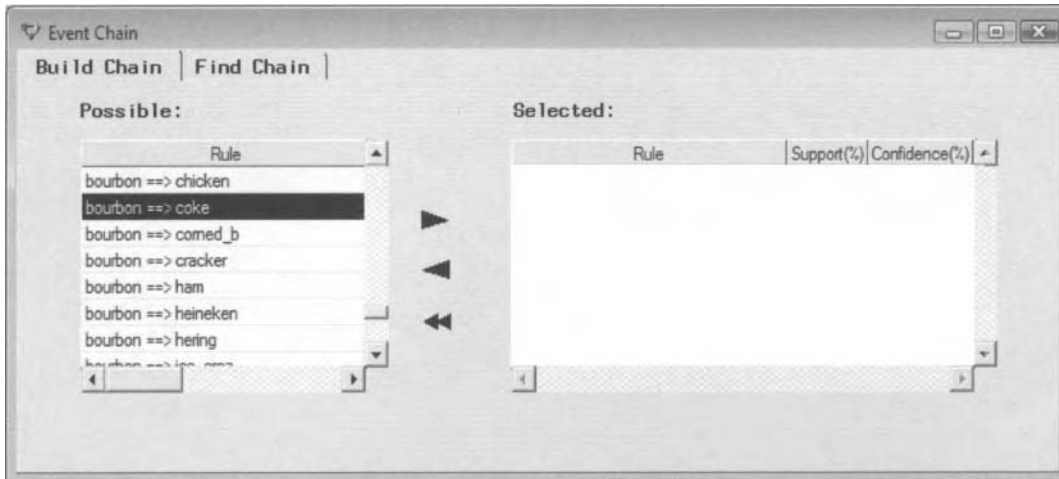 Event Chain
Build Chain Find Chain
Possible:
Selected:
Rule
bourbon ==> chicken
bourbon ==> coke
bourbon ==> corned_b
bourbon ==> cracker
bourbon ==> ham
bourbon ==> heineken
bourbon ==> hering
Rule Support(%) Confidence(%)